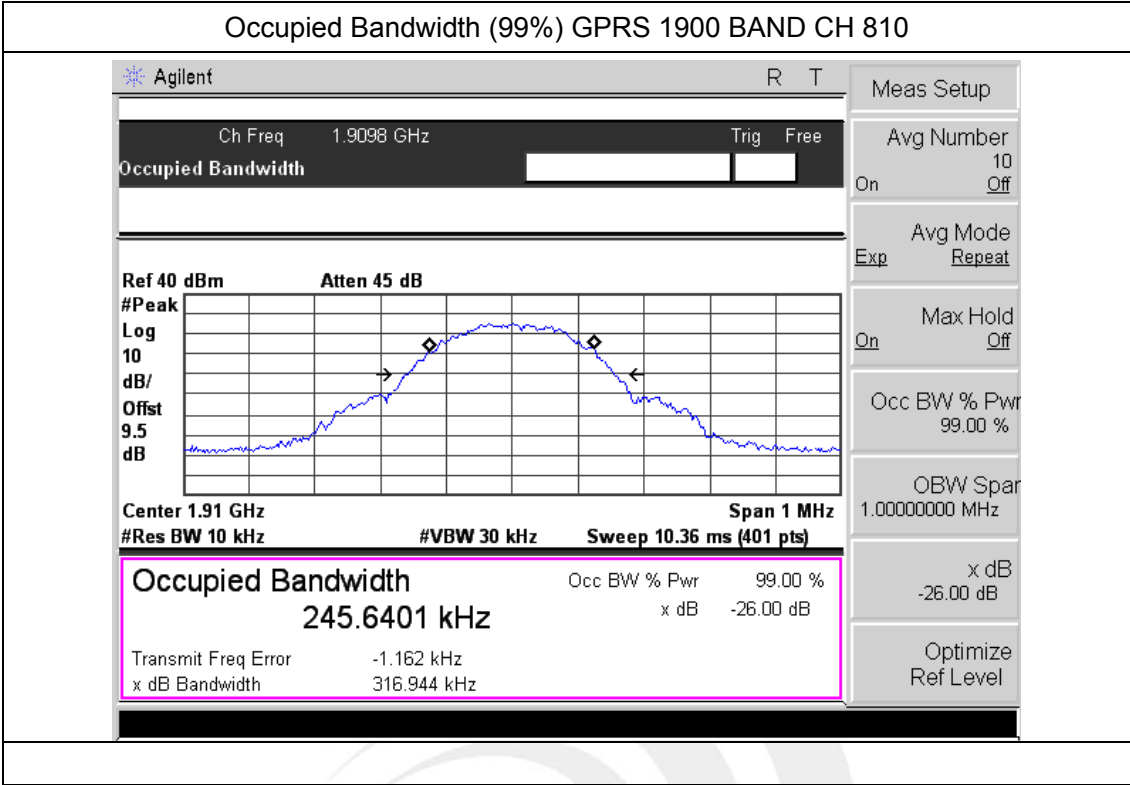 Occupied Bandwidth (99%) GPRS 1900 BAND CH 810
Agilent R T
Ch Freq 1.9098 GHz Trig Free
Occupied Bandwidth
Ref 40 dBm Atten 45 dB
#Peak
Log
10
dB/
Offst
9.5
dB
Center 1.91 GHz Span 1 MHz
#Res BW 10 kHz #VBW 30 kHz Sweep 10.36 ms (401 pts)
Occupied Bandwidth Occ BW % Pwr 99.00 %
245.6401 kHz x dB -26.00 dB
Transmit Freq Error -1.162 kHz
x dB Bandwidth 316.944 kHz
Meas Setup
Avg Number
10
On Off
Avg Mode
Exp Repeat
Max Hold
On Off
Occ BW % Pwr
99.00 %
OBW Span
1.00000000 MHz
x dB
-26.00 dB
Optimize
Ref Level